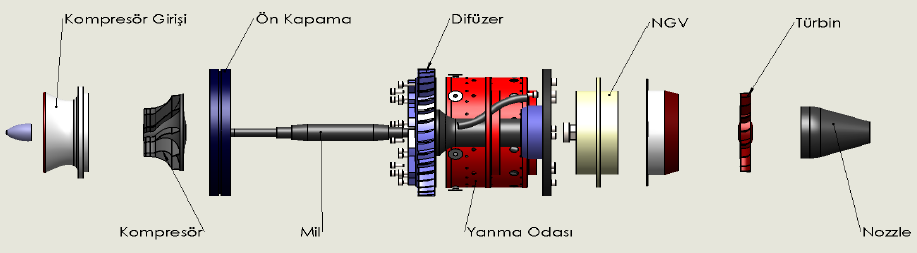 Kompresör Girişi
Ön Kapama
Difüzer
NGV
Türbin
Kompresör
Mil
Yanma Odası
Nozzle